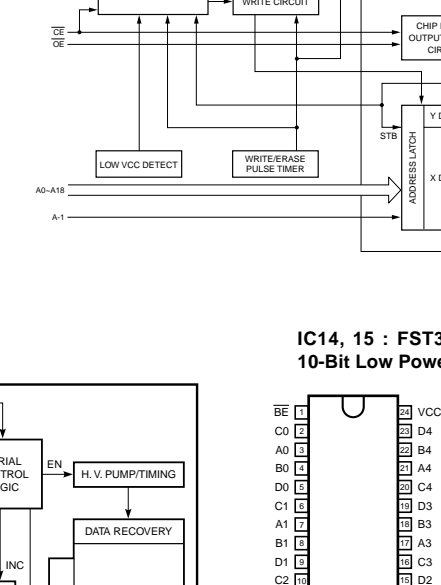 WRITE CIRCUIT
CE
OE
CHIP
OUTPUT
CIR
STB
Y D
X D
ADDRESS LATCH
LOW VCC DETECT
WRITE/ERASE
PULSE TIMER
A0~A18
A-1
IC14, 15 : FST3
10-Bit Low Powe
RIAL
TROL
GIC
EN
H. V. PUMP/TIMING
DATA RECOVERY
INC
BE 1
C0 2
A0 3
B0 4
D0 5
C1 6
A1 7
B1 8
D1 9
C2 10
24 VCC
23 D4
22 B4
21 A4
20 C4
19 D3
18 B3
17 A3
16 C3
15 D2